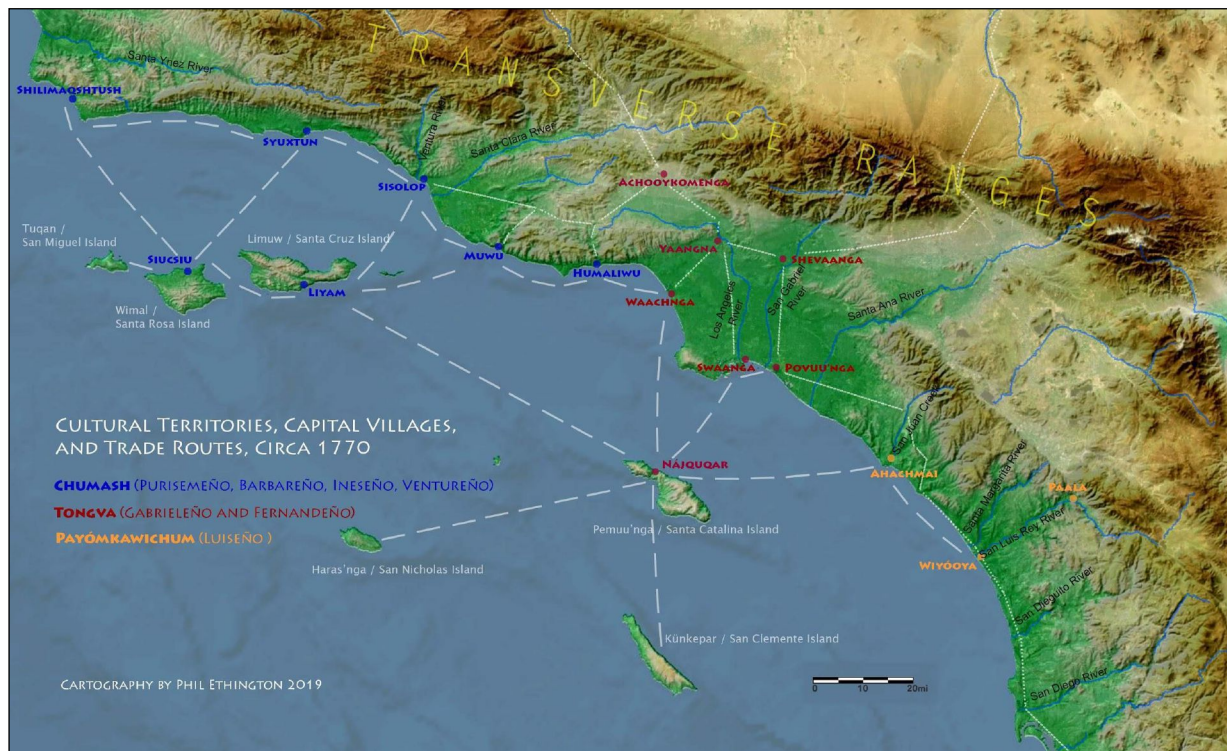 TRANSVERSE RANGES
Santa Ynez River
SHILIMAQSHTUSH
SYUXTUN
Ventura River
Santa Clara River
SISOLOP
ACHOOYKOMENGA
Tuqan /
San Miguel Island
Limuw / Santa Cruz Island
SIUCSIU
LIYAM
MUWU
HUMALIWU
YAANGNA
SHEVAANGA
WAACHNGA
Los Angeles
River
San Gabriel
River
Santa Ana River
Wimal /
Santa Rosa Island
SWAANGA
POVUU'NGA
CULTURAL TERRITORIES, CAPITAL VILLAGES,
AND TRADE ROUTES, CIRCA 1770
CHUMASH (PURISEMEÑO, BARBAREÑO, INESEÑO, VENTUREÑO)
TONGVA (GABRIELEÑO AND FERNANDEÑO)
PAYÓMKAWICHUM (LUISEÑO )
NAJQUQAR
San Juan Creek
AHACHMAI
Santa Margarita River
PAALA
San Luis Rey River
WIYÓOYA
Pemuu'nga / Santa Catalina Island
Haras'nga / San Nicholas Island
San Dieguito River
Künkepar / San Clemente Island
San Diego River
CARTOGRAPHY BY PHIL ETHINGTON 2019
0 10 20mi